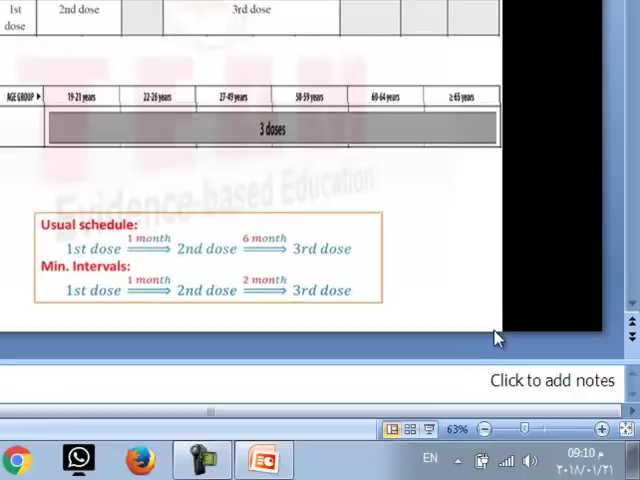 1st
dose
2nd dose
3rd dose
AGE GROUP ▸ 19-21 years 22-26 years 27-49 years 50-59 years 60-64 years ≥ 65 years
3 doses
TEAM
Evidence-based Education
Usual schedule:
1 month 6 month
1st dose ⟹ 2nd dose ⟹ 3rd dose
Min. Intervals:
1 month 2 month
1st dose ⟹ 2nd dose ⟹ 3rd dose
Click to add notes
63%
EN
09:10 م
٢٠١٨/٠١/٢١